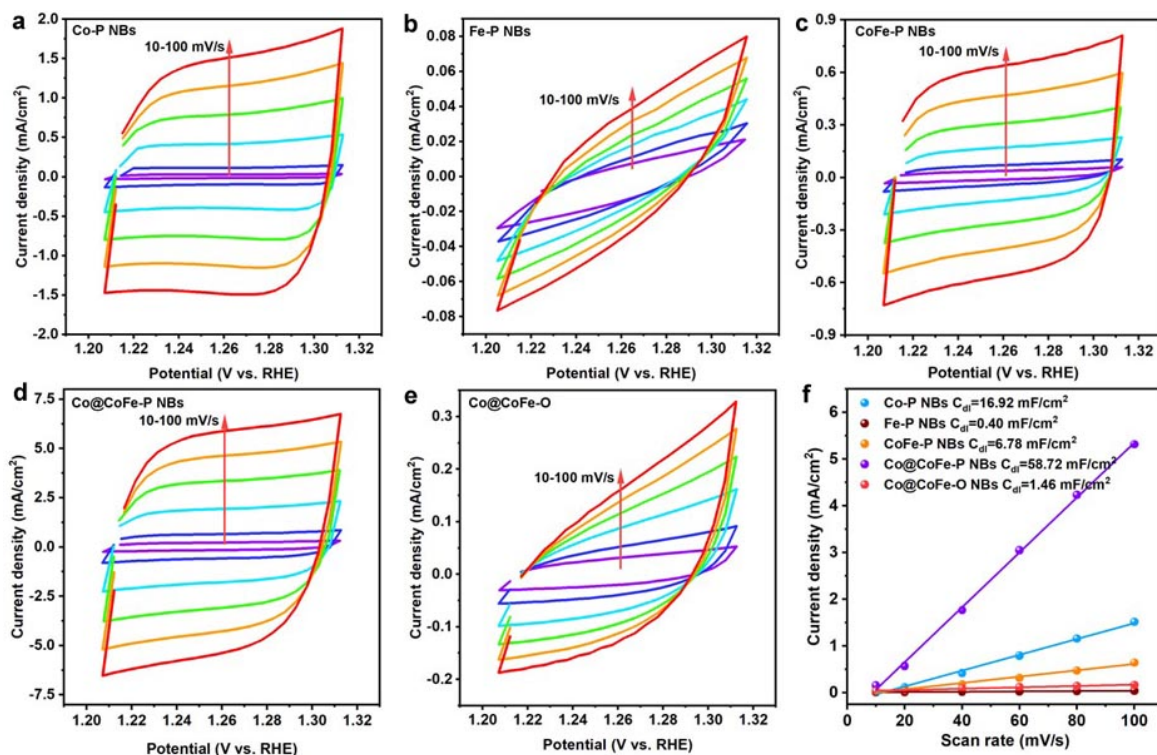 a
Co-P NBs
10-100 mV/s
2.0
1.5
1.0
0.5
0.0
-0.5
-1.0
-1.5
-2.0
Current density (mA/cm²)
1.20 1.22 1.24 1.26 1.28 1.30 1.32
Potential (V vs. RHE)
b
Fe-P NBs
10-100 mV/s
0.08
0.06
0.04
0.02
0.00
-0.02
-0.04
-0.06
-0.08
Current density (mA/cm²)
1.20 1.22 1.24 1.26 1.28 1.30 1.32
Potential (V vs. RHE)
c
CoFe-P NBs
10-100 mV/s
0.9
0.6
0.3
0.0
-0.3
-0.6
-0.9
Current density (mA/cm²)
1.20 1.22 1.24 1.26 1.28 1.30 1.32
Potential (V vs. RHE)
d
Co@CoFe-P NBs
10-100 mV/s
7.5
5.0
2.5
0.0
-2.5
-5.0
-7.5
Current density (mA/cm²)
1.20 1.22 1.24 1.26 1.28 1.30 1.32
Potential (V vs. RHE)
e
Co@CoFe-O
10-100 mV/s
0.3
0.2
0.1
0.0
-0.1
-0.2
Current density (mA/cm²)
1.20 1.22 1.24 1.26 1.28 1.30 1.32
Potential (V vs. RHE)
f
Co-P NBs C_dl=16.92 mF/cm²
Fe-P NBs C_dl=0.40 mF/cm²
CoFe-P NBs C_dl=6.78 mF/cm²
Co@CoFe-P NBs C_dl=58.72 mF/cm²
Co@CoFe-O NBs C_dl=1.46 mF/cm²
6
5
4
3
2
1
0
Current density (mA/cm²)
0 20 40 60 80 100
Scan rate (mV/s)